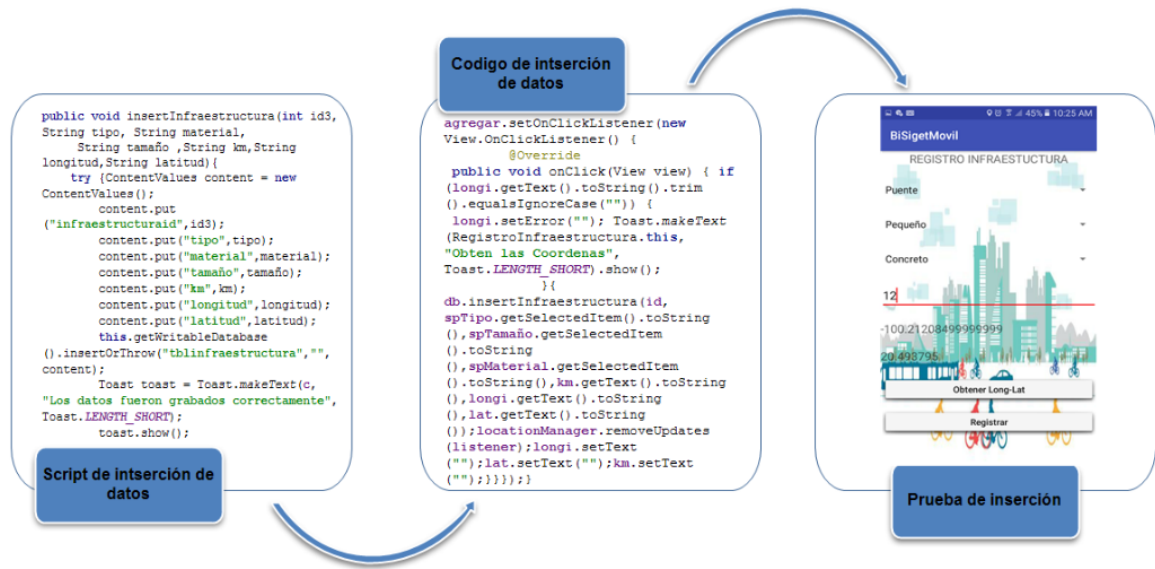 public void insertInfraestructura(int id3,
String tipo, String material,
String tamaño ,String km,String
longitud,String latitud){
try {ContentValues content = new
ContentValues();
content.put
("infraestructuraid",id3);
content.put("tipo",tipo);
content.put("material",material);
content.put("tamaño",tamaño);
content.put("km",km);
content.put("longitud",longitud);
content.put("latitud",latitud);
this.getWritableDatabase
().insertOrThrow("tblinfraestructura","",
content);
Toast toast = Toast.makeText(c,
"Los datos fueron grabados correctamente",
Toast.LENGTH_SHORT);
toast.show();
Script de intserción de
datos
Codigo de intserción
de datos
agregar.setOnClickListener(new
View.OnClickListener() {
@Override
public void onClick(View view) { if
(longi.getText().toString().trim
().equalsIgnoreCase("")) {
longi.setError(""); Toast.makeText
(RegistroInfraestructura.this,
"Obten las Coordenas",
Toast.LENGTH_SHORT).show();
}{
db.insertInfraestructura(id,
spTipo.getSelectedItem().toString
(),spTamaño.getSelectedItem
().toString
(),spMaterial.getSelectedItem
().toString(),km.getText().toString
(),longi.getText().toString
(),lat.getText().toString
());locationManager.removeUpdates
(listener);longi.setText
("");lat.setText("");km.setText
("");}}});}
45% 10:25 AM
BiSigetMovil
REGISTRO INFRAESTUCTURA
Puente
Pequeño
Concreto
12
-100.21208499999999
20.493795
Obtener Long-Lat
Registrar
Prueba de inserción